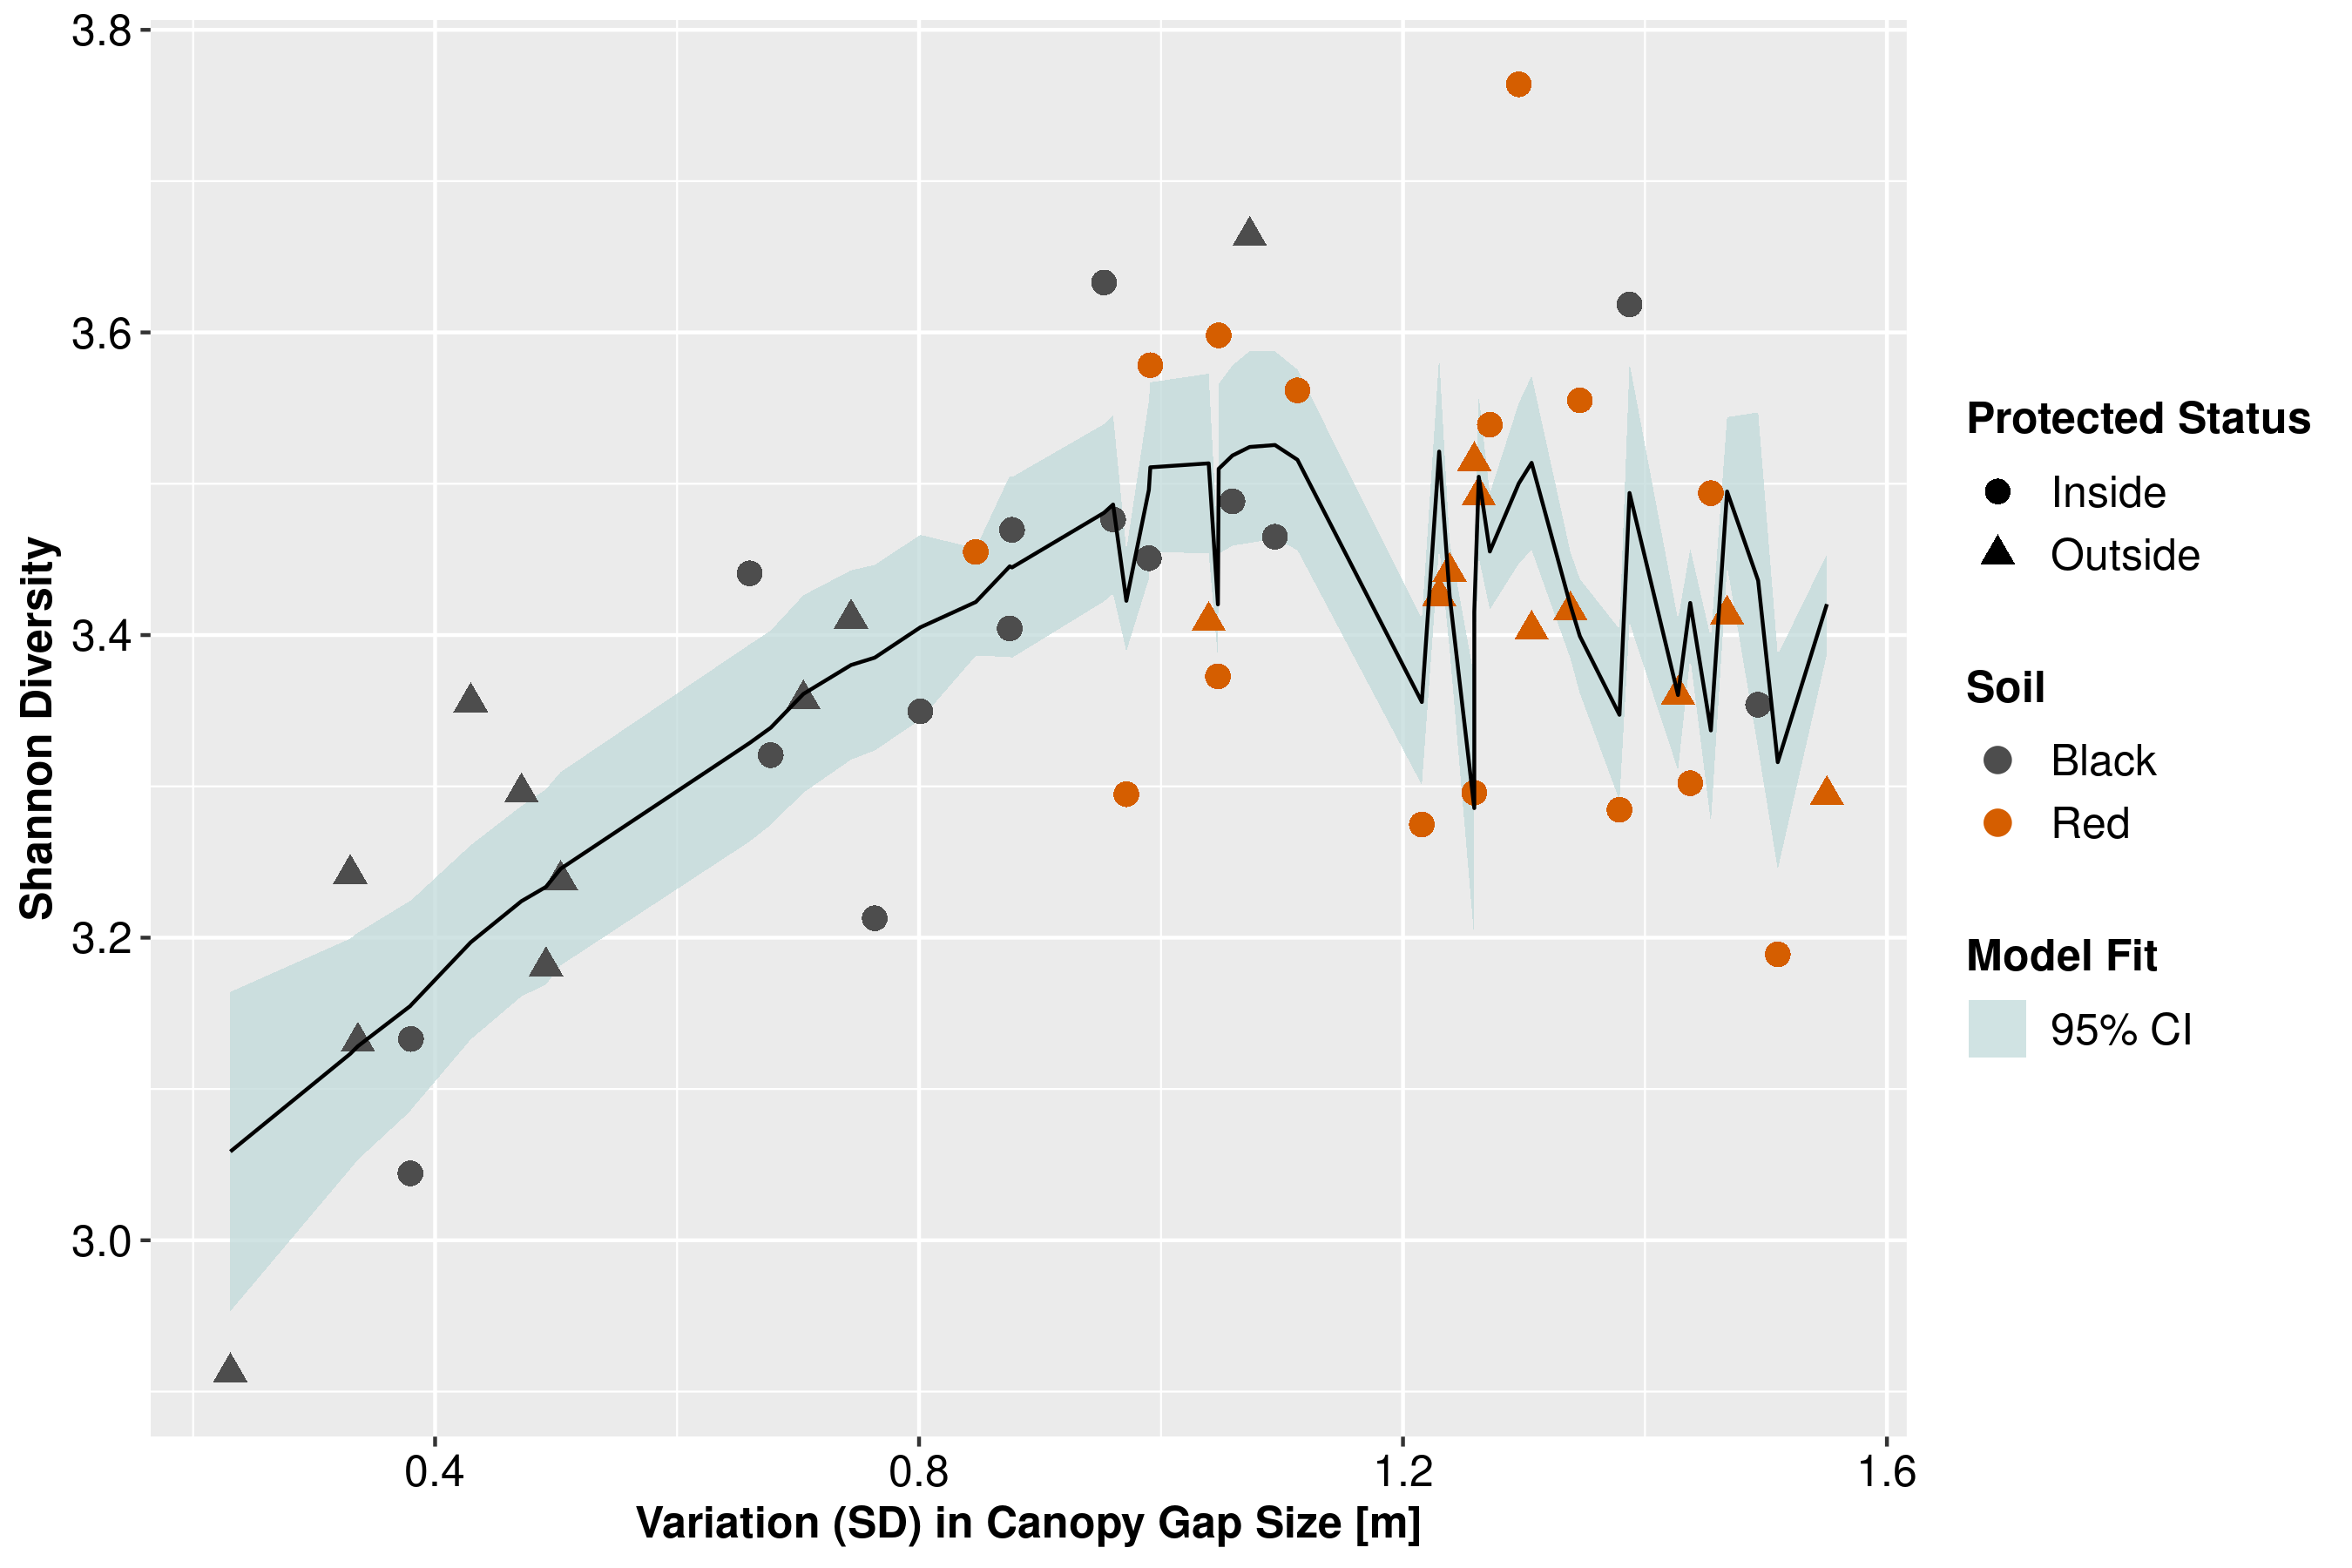 3.8
3.6
3.4
3.2
3.0
Shannon Diversity
0.4
0.8
1.2
1.6
Variation (SD) in Canopy Gap Size [m]
Protected Status
Inside
Outside
Soil
Black
Red
Model Fit
95% CI